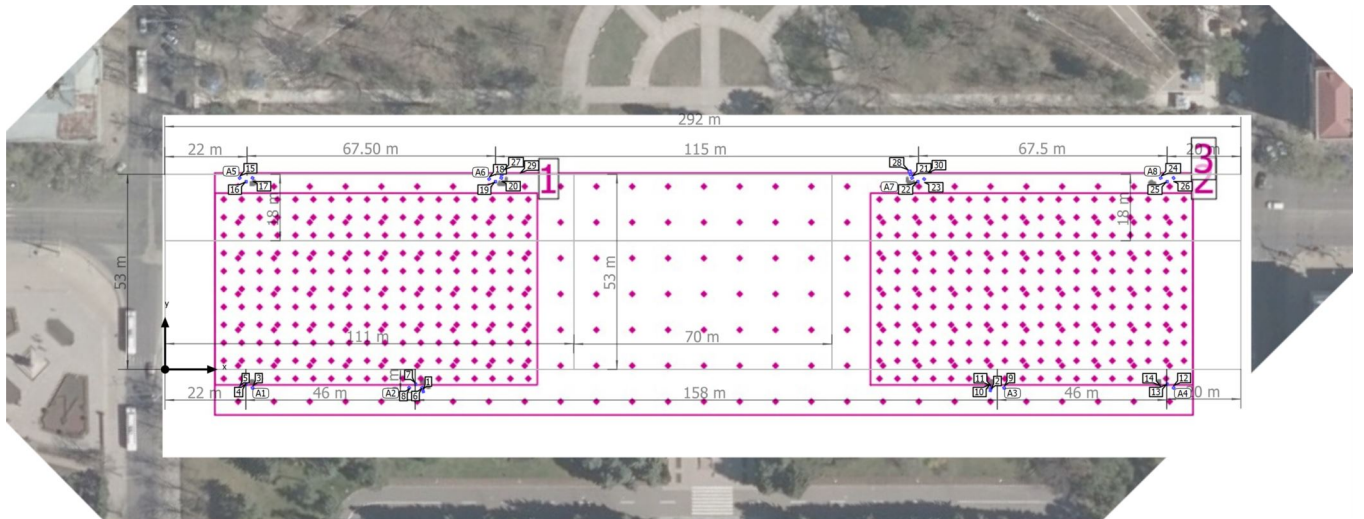 292 m
22 m 67.50 m 115 m 67.5 m 20 m
3
27 29 28 21 30 24
A5 15 A6 18 A8
16 17 19 20 1 A7 22 23 25 26 2
18 m 18 m
53 m 53 m
y
111 m 70 m
x
m
5 3 7 1 11 2 9 14 12
4 A1 A2 8 6 10 A3 13 A4
22 m 46 m 158 m 46 m 20 m